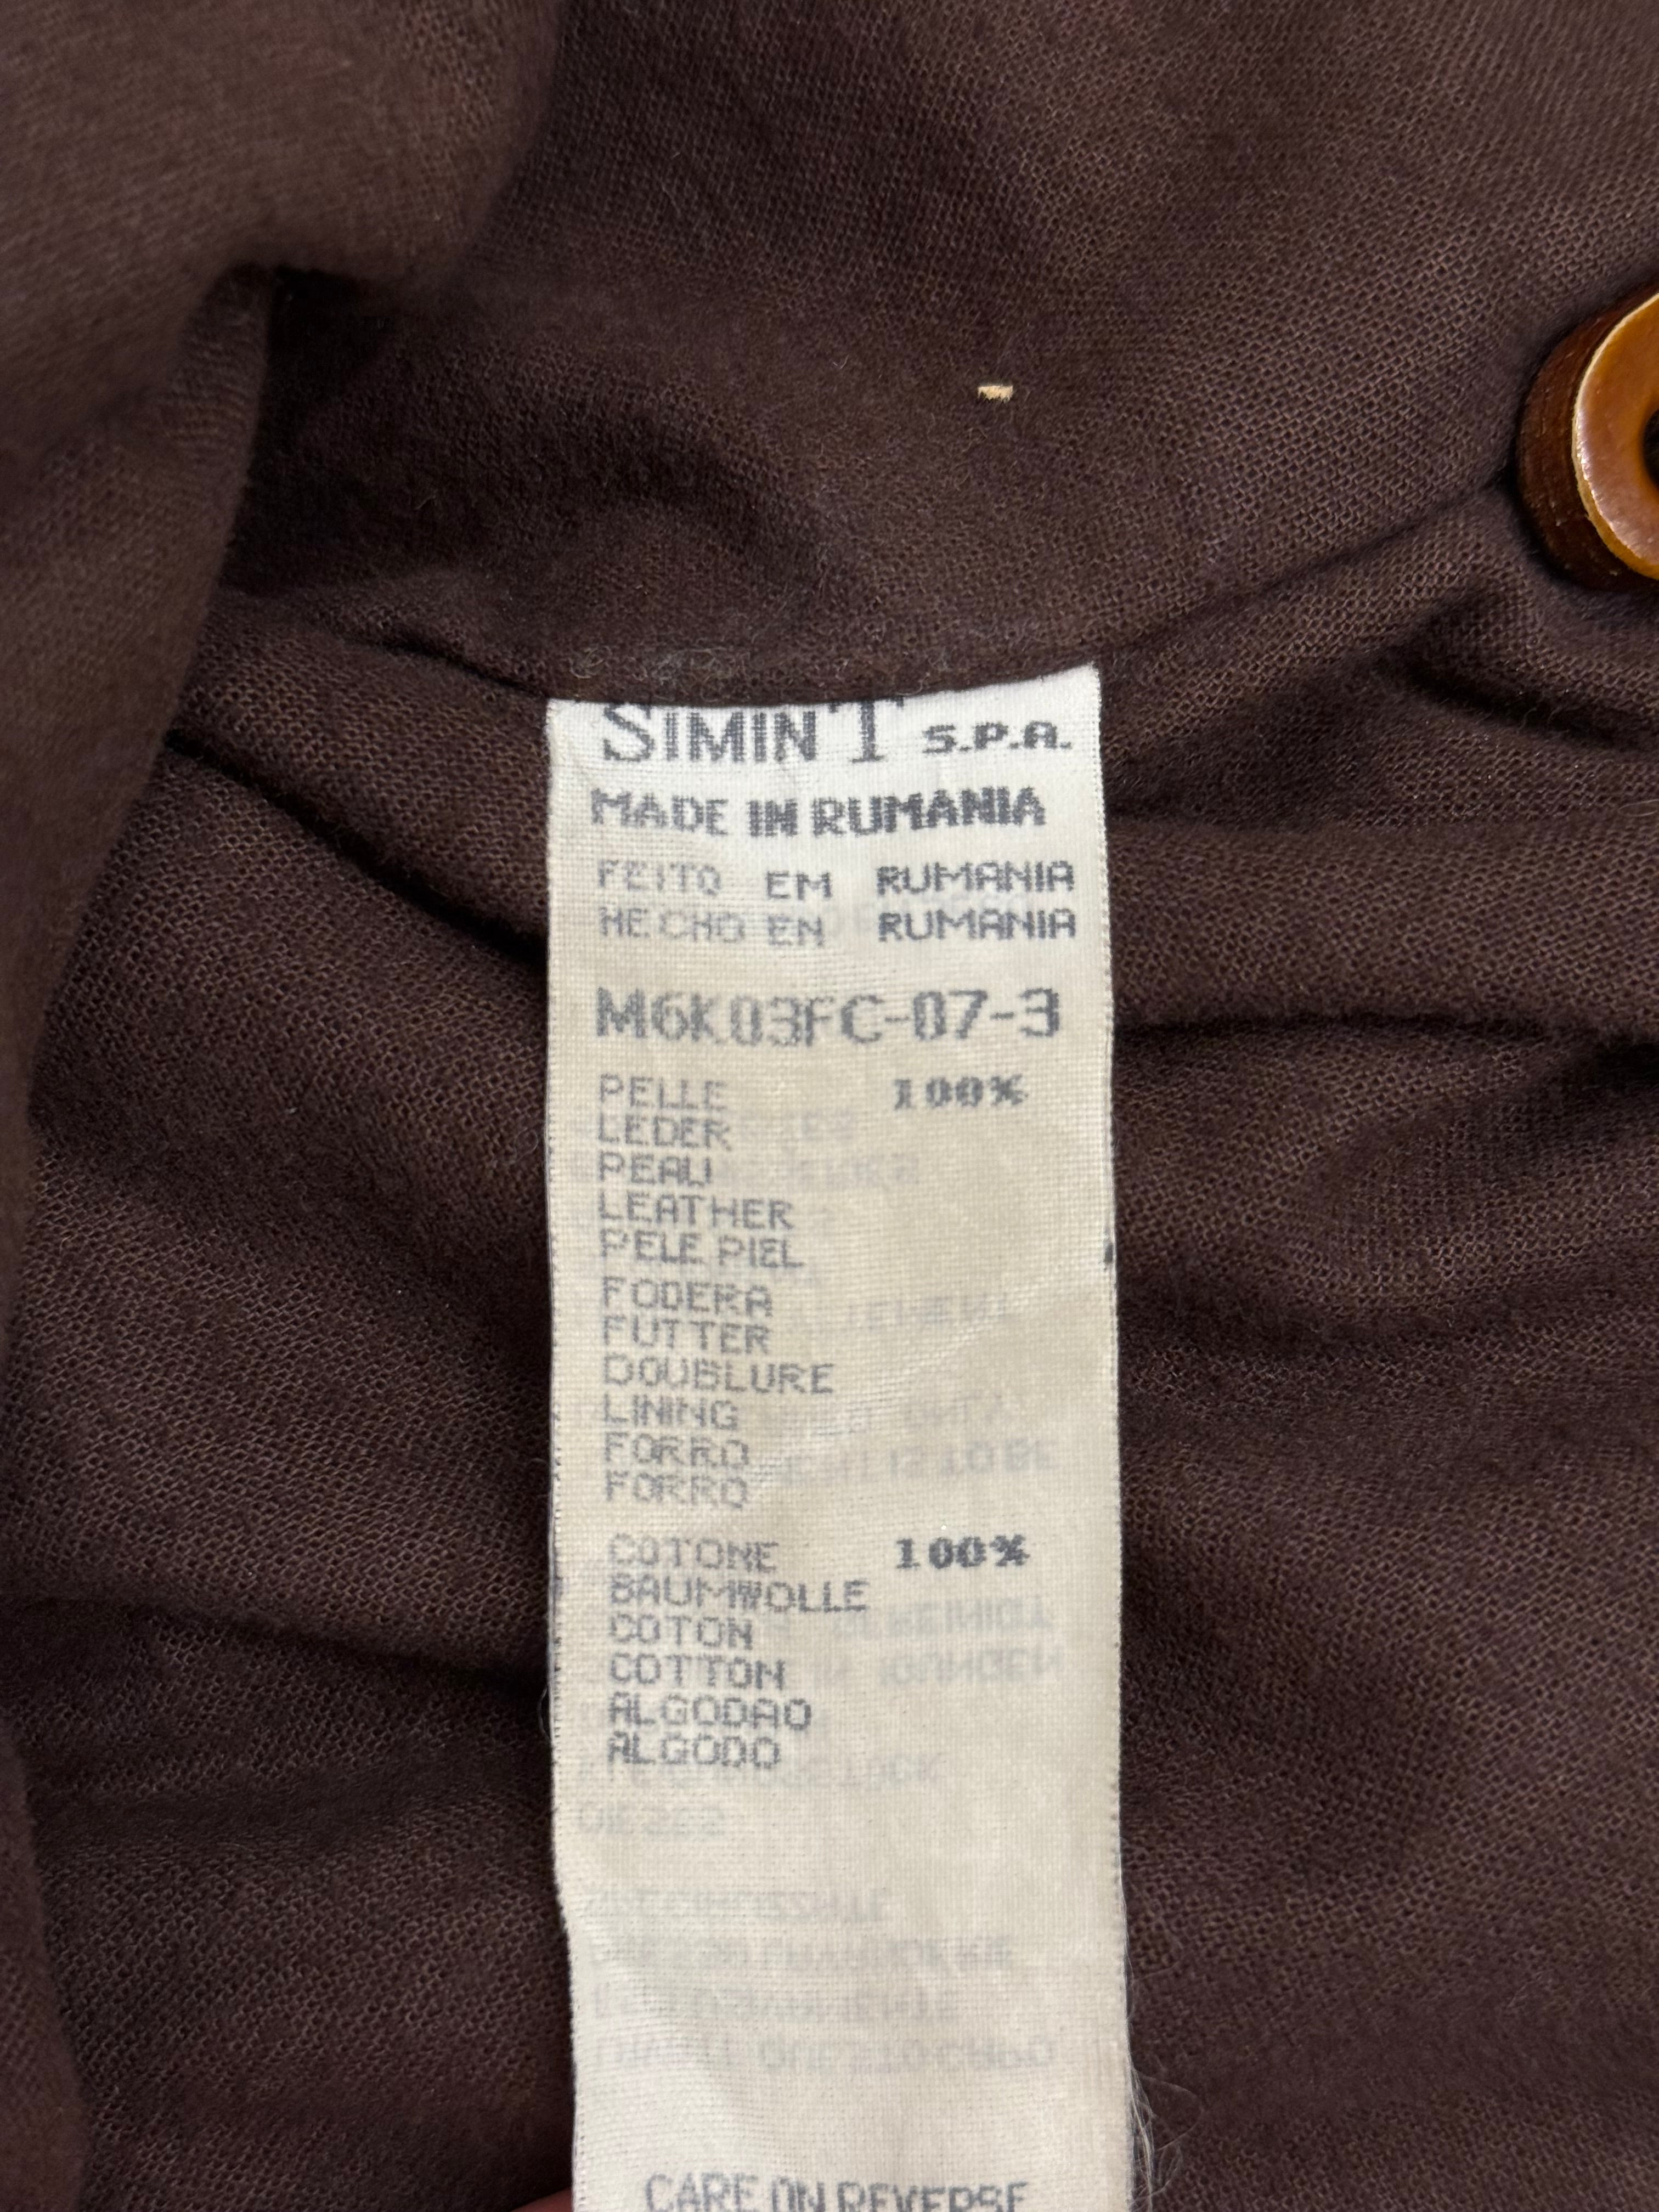 SIMINT S.P.A.
MADE IN RUMANIA
FEITO EM RUMANIA
HECHO EN RUMANIA
M6K03FC-07-3
PELLE 100%
LEDER
PEAU
LEATHER
PELE PIEL
FODERA
FUTTER
DOUBLURE
LINING
FORRO
FORRO
COTONE 100%
BAUMWOLLE
COTON
COTTON
ALGODAO
ALGODO
CARE ON REVERSE